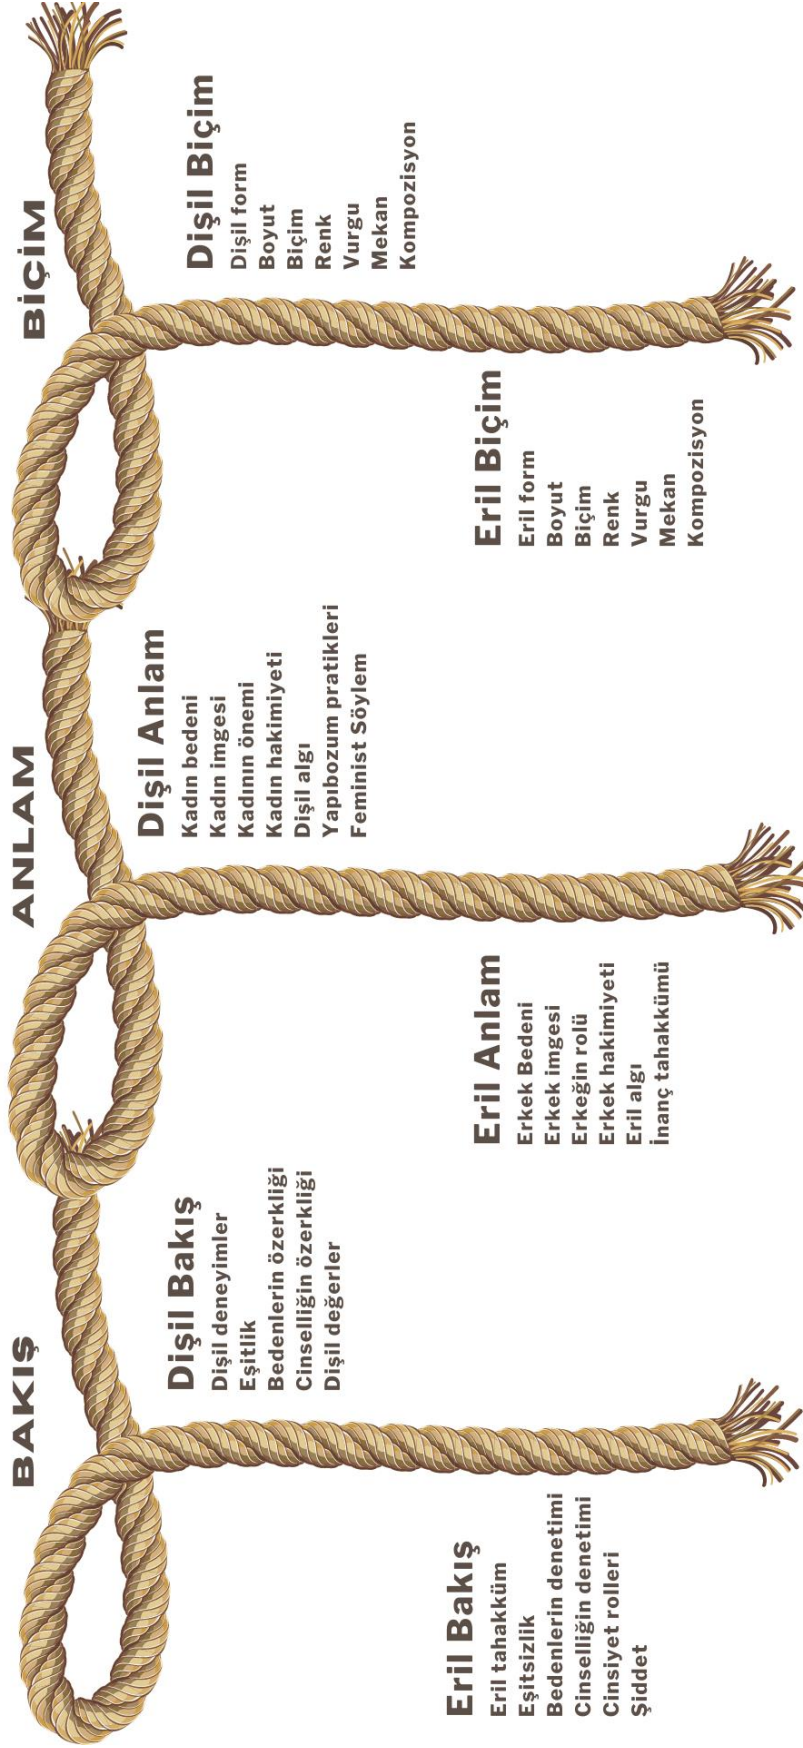 BAKIŞ
Eril Bakış
Eril tahakküm
Eşitsizlik
Bedenlerin denetimi
Cinselliğin denetimi
Cinsiyet rolleri
Şiddet
Dişil Bakış
Dişil deneyimler
Eşitlik
Bedenlerin özerkliği
Cinselliğin özerkliği
Dişil değerler
ANLAM
Eril Anlam
Erkek Bedeni
Erkek imgesi
Erkeğin rolü
Erkek hakimiyeti
Eril algı
İnanç tahakkümü
Dişil Anlam
Kadın bedeni
Kadın imgesi
Kadının önemi
Kadın hakimiyeti
Dişil algı
Yapıbozum pratikleri
Feminist Söylem
BİÇİM
Eril Biçim
Eril form
Boyut
Biçim
Renk
Vurgu
Mekan
Kompozisyon
Dişil Biçim
Dişil form
Boyut
Biçim
Renk
Vurgu
Mekan
Kompozisyon